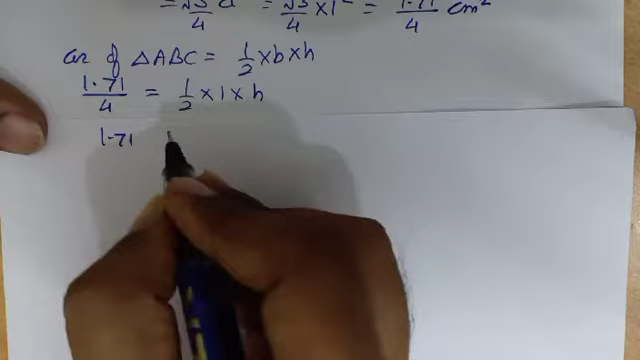 = √3/4 a² = √3/4 × 1² = 1.71/4 cm²
ar of △ABC = 1/2 × b × h
1.71/4 = 1/2 × 1 × h
1.71